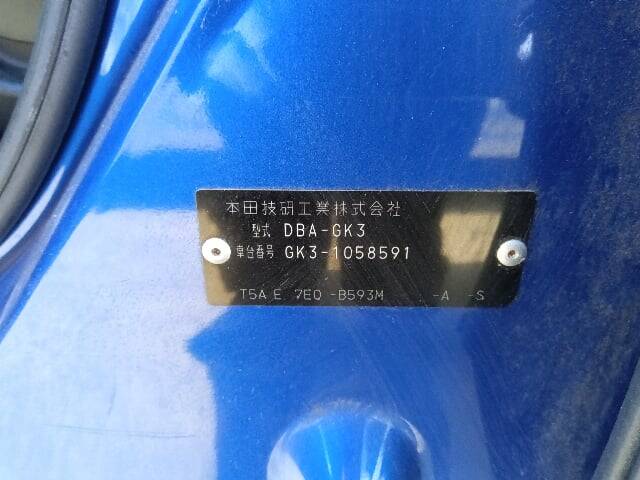 本田技研工業株式会社
型式 DBA-GK3
車台番号 GK3-1058591
T5A E 7EQ -B593M -A -S